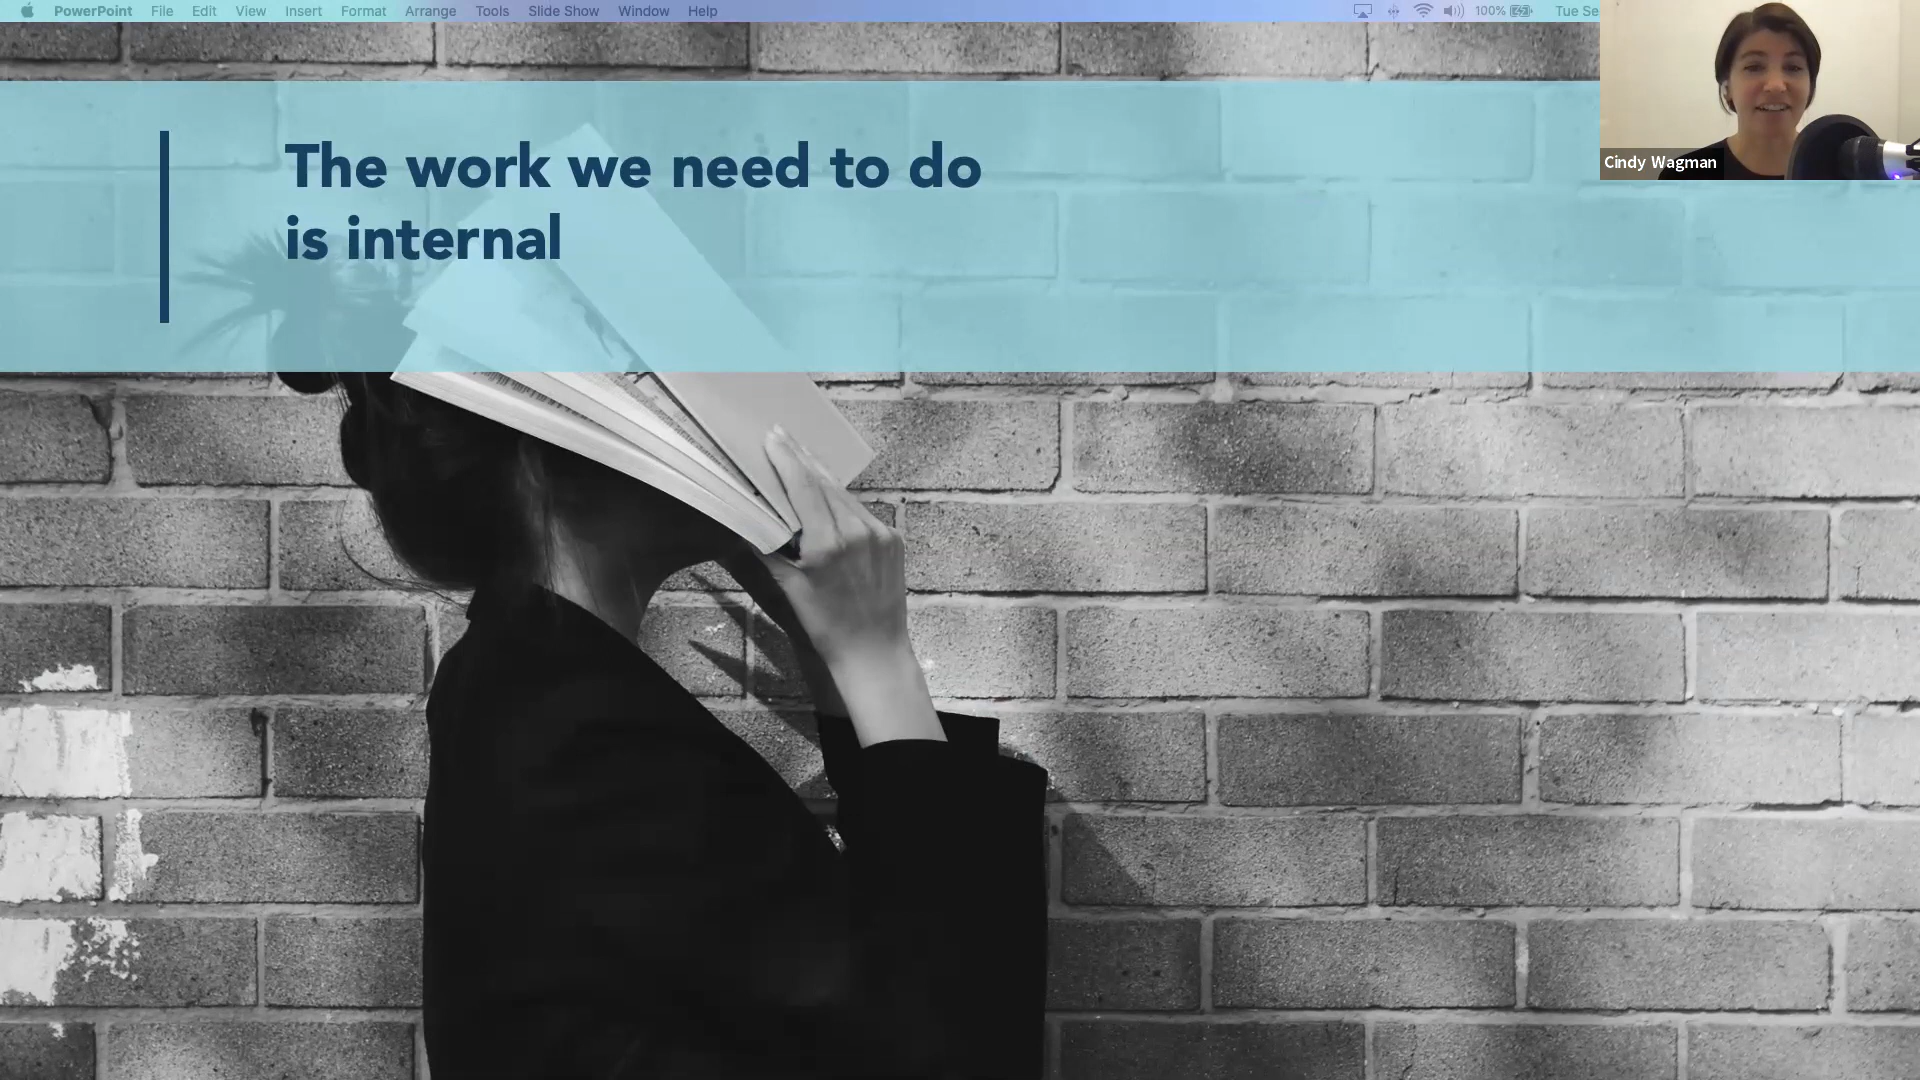 PowerPoint File Edit View Insert Format Arrange Tools Slide Show Window Help 100% Tue Se
Cindy Wagman
The work we need to do
is internal